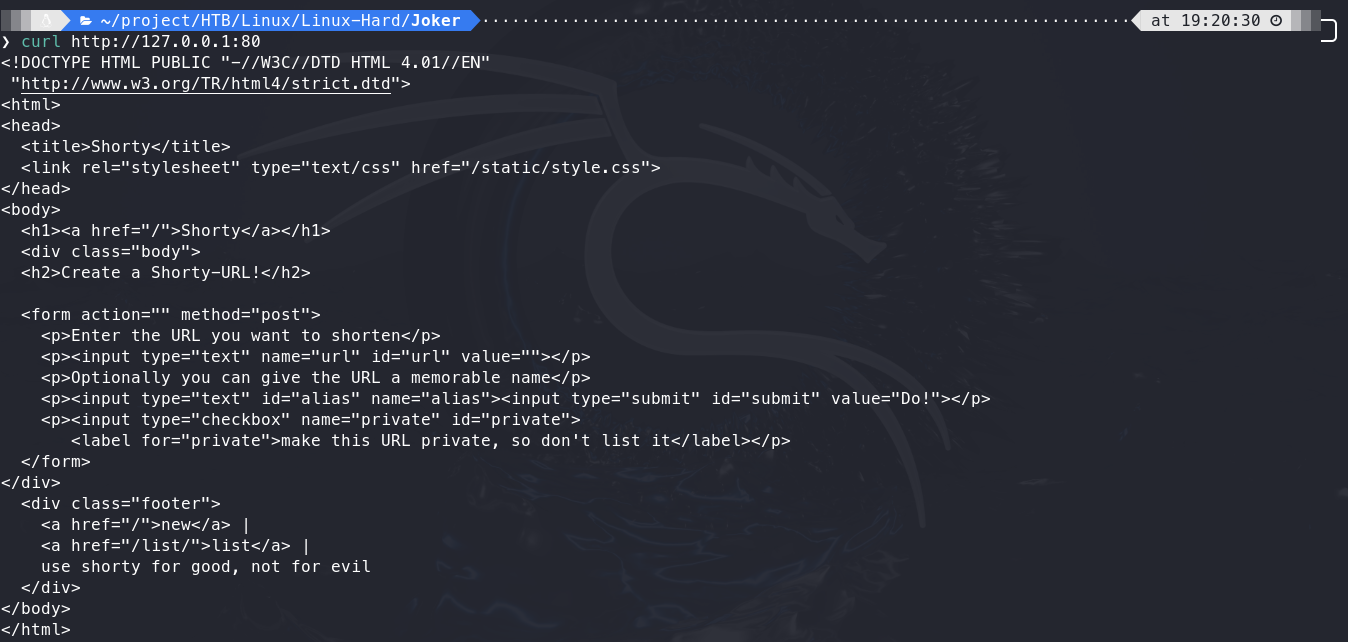 ~/project/HTB/Linux/Linux-Hard/Joker at 19:20:30
❯ curl http://127.0.0.1:80
<!DOCTYPE HTML PUBLIC "-//W3C//DTD HTML 4.01//EN"
 "http://www.w3.org/TR/html4/strict.dtd">
<html>
<head>
  <title>Shorty</title>
  <link rel="stylesheet" type="text/css" href="/static/style.css">
</head>
<body>
  <h1><a href="/">Shorty</a></h1>
  <div class="body">
  <h2>Create a Shorty-URL!</h2>

  <form action="" method="post">
    <p>Enter the URL you want to shorten</p>
    <p><input type="text" name="url" id="url" value=""></p>
    <p>Optionally you can give the URL a memorable name</p>
    <p><input type="text" id="alias" name="alias"><input type="submit" id="submit" value="Do!"></p>
    <p><input type="checkbox" name="private" id="private">
       <label for="private">make this URL private, so don't list it</label></p>
  </form>
</div>
  <div class="footer">
    <a href="/">new</a> |
    <a href="/list/">list</a> |
    use shorty for good, not for evil
  </div>
</body>
</html>